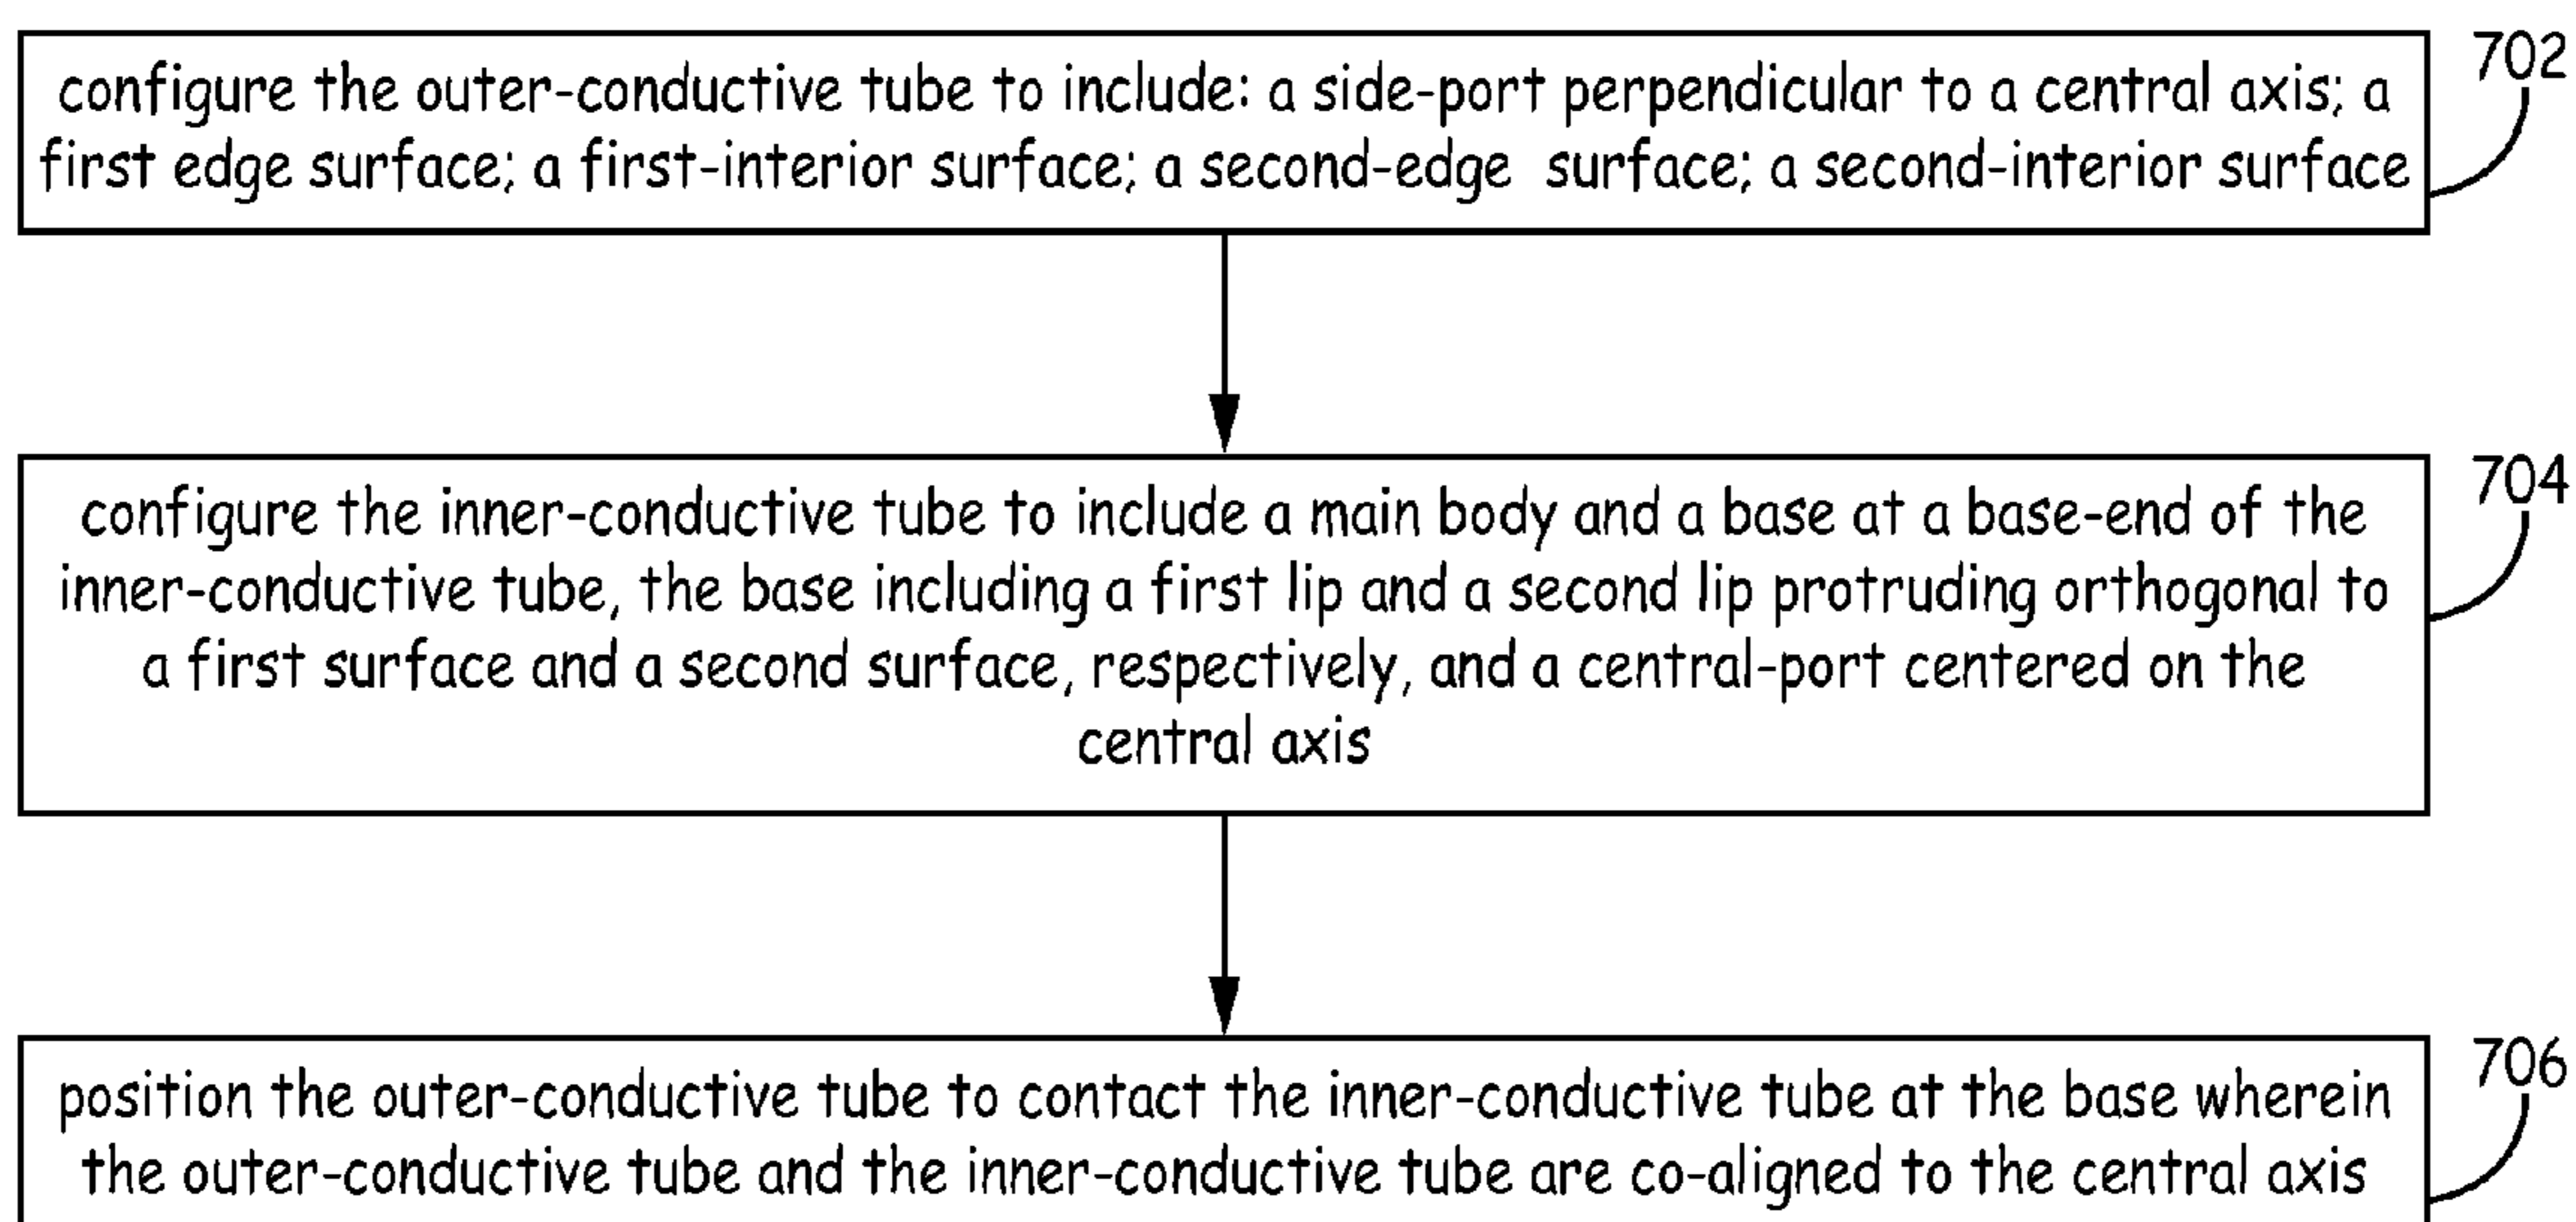 configure the outer-conductive tube to include: a side-port perpendicular to a central axis; a
first edge surface; a first-interior surface; a second-edge surface; a second-interior surface
702
configure the inner-conductive tube to include a main body and a base at a base-end of the
inner-conductive tube, the base including a first lip and a second lip protruding orthogonal to
a first surface and a second surface, respectively, and a central-port centered on the
central axis
704
position the outer-conductive tube to contact the inner-conductive tube at the base wherein
the outer-conductive tube and the inner-conductive tube are co-aligned to the central axis
706